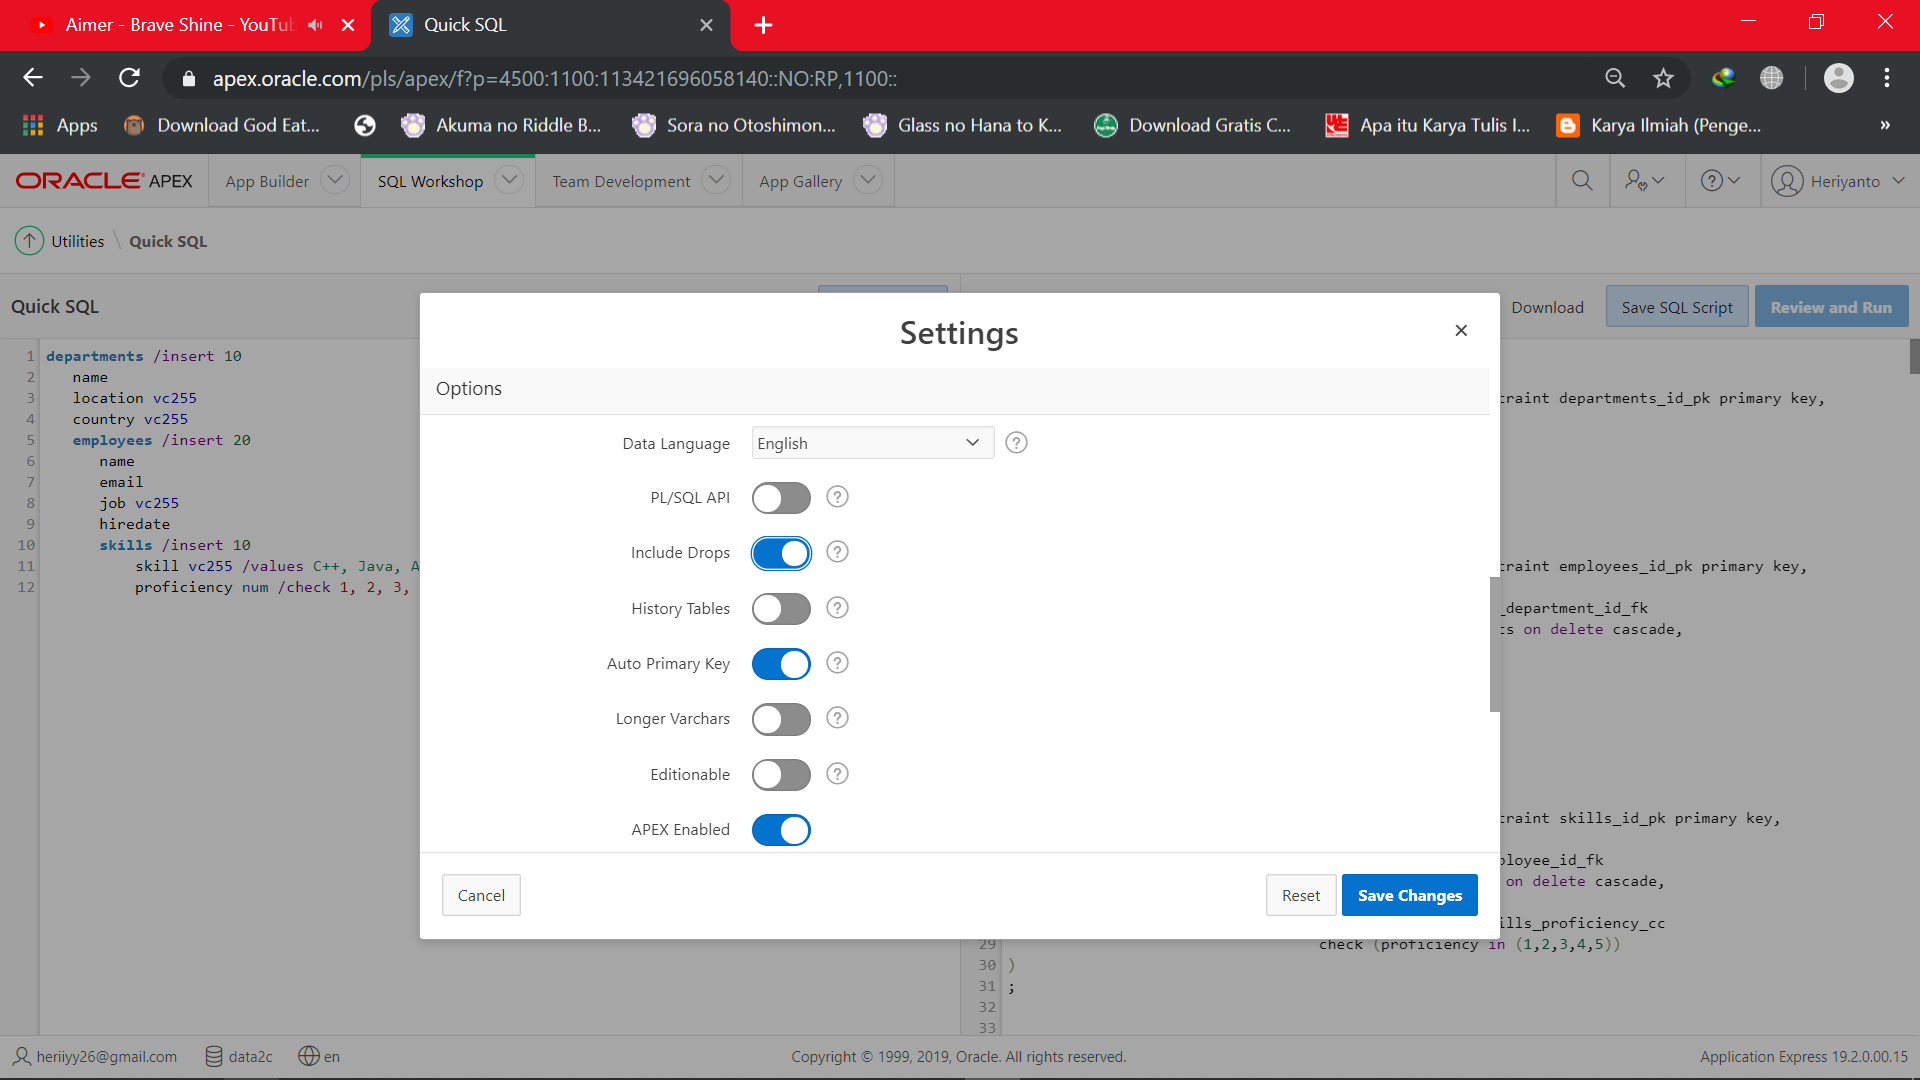 Aimer - Brave Shine - YouTub
Quick SQL
apex.oracle.com/pls/apex/f?p=4500:1100:113421696058140::NO:RP,1100::
Apps
Download God Eat...
Akuma no Riddle B...
Sora no Otoshimon...
Glass no Hana to K...
Download Gratis C...
Apa itu Karya Tulis I...
Karya Ilmiah (Penge...
»
ORACLE APEX
App Builder
SQL Workshop
Team Development
App Gallery
Heriyanto
Utilities \ Quick SQL
Quick SQL
Download
Save SQL Script
Review and Run
1 departments /insert 10
2 name
3 location vc255
4 country vc255
5 employees /insert 20
6 name
7 email
8 job vc255
9 hiredate
10 skills /insert 10
11 skill vc255 /values C++, Java, A
12 proficiency num /check 1, 2, 3,
Settings
Options
Data Language English ?
PL/SQL API ?
Include Drops ?
History Tables ?
Auto Primary Key ?
Longer Varchars ?
Editionable ?
APEX Enabled
Cancel
Reset
Save Changes
raint departments_id_pk primary key,
raint employees_id_pk primary key,
_department_id_fk
s on delete cascade,
raint skills_id_pk primary key,
loyee_id_fk
on delete cascade,
ills_proficiency_cc
29 check (proficiency in (1,2,3,4,5))
30 )
31 ;
32
33
heriiyy26@gmail.com
data2c
en
Copyright © 1999, 2019, Oracle. All rights reserved.
Application Express 19.2.0.00.15